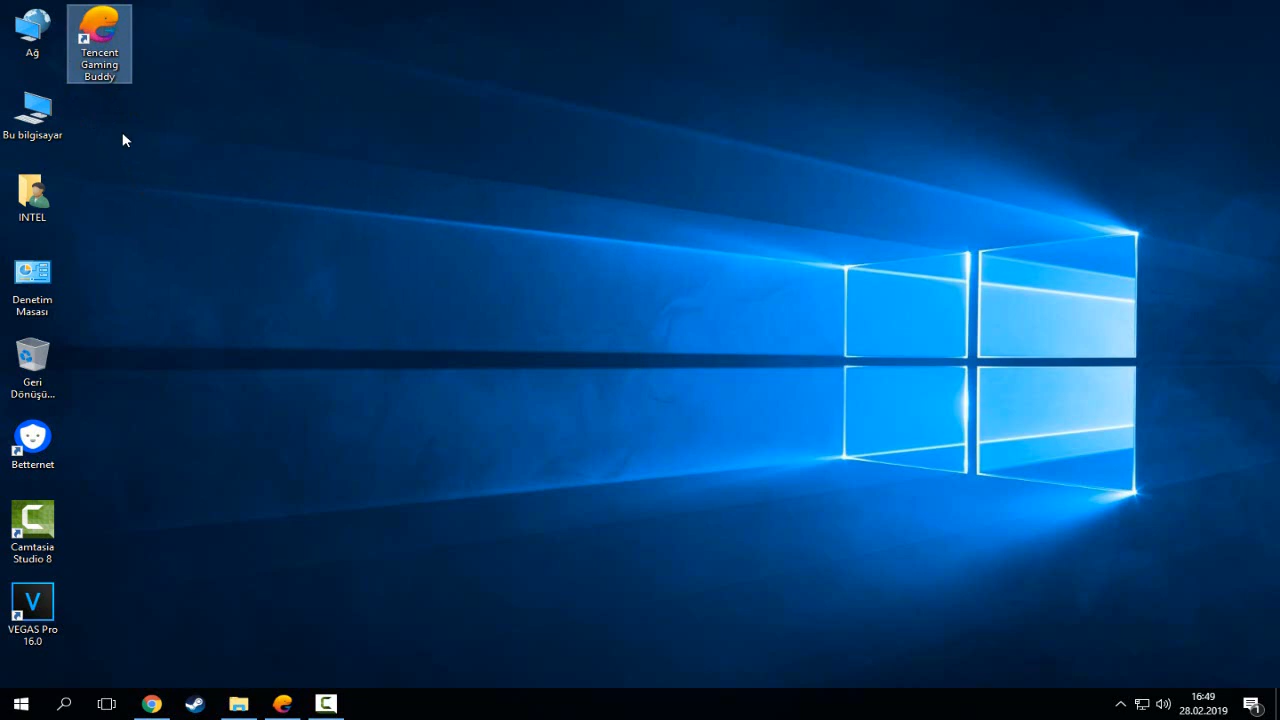 Ağ
Tencent
Gaming
Buddy
Bu bilgisayar
INTEL
Denetim
Masası
Geri
Dönüşü...
Betternet
Camtasia
Studio 8
VEGAS Pro
16.0
16:49
28.02.2019
1